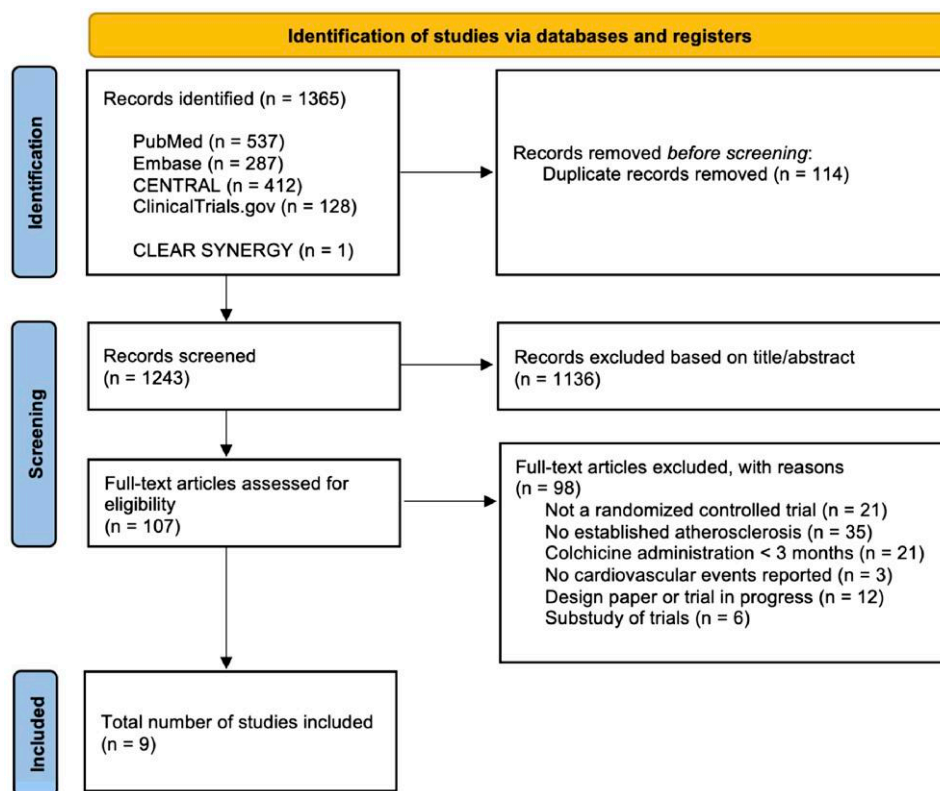 Identification of studies via databases and registers
Identification
Records identified (n = 1365)
PubMed (n = 537)
Embase (n = 287)
CENTRAL (n = 412)
ClinicalTrials.gov (n = 128)
CLEAR SYNERGY (n = 1)
Records removed before screening:
Duplicate records removed (n = 114)
Screening
Records screened
(n = 1243)
Records excluded based on title/abstract
(n = 1136)
Full-text articles assessed for
eligibility
(n = 107)
Full-text articles excluded, with reasons
(n = 98)
Not a randomized controlled trial (n = 21)
No established atherosclerosis (n = 35)
Colchicine administration < 3 months (n = 21)
No cardiovascular events reported (n = 3)
Design paper or trial in progress (n = 12)
Substudy of trials (n = 6)
Included
Total number of studies included
(n = 9)